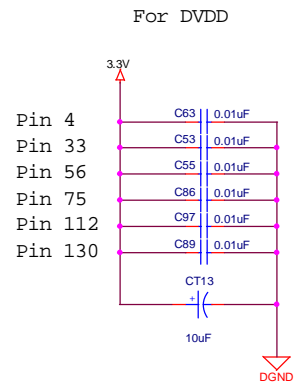 For DVDD
3.3V
Pin 4 C63 0.01uF
Pin 33 C53 0.01uF
Pin 56 C55 0.01uF
Pin 75 C86 0.01uF
Pin 112 C97 0.01uF
Pin 130 C89 0.01uF
CT13
+
10uF
DGND